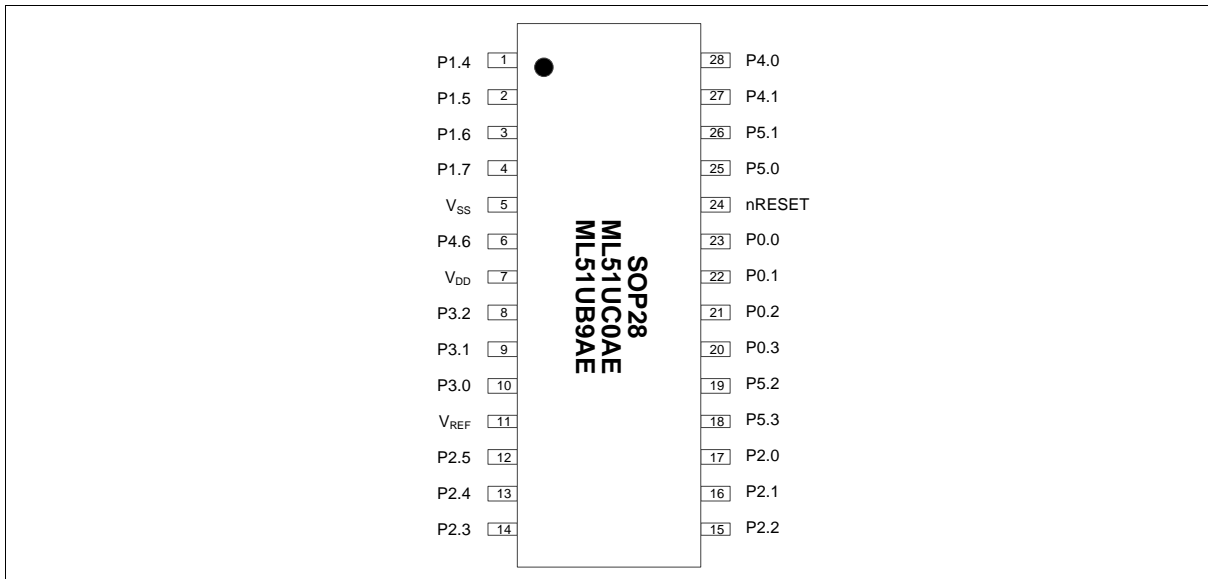 P1.4 1 28 P4.0
P1.5 2 27 P4.1
P1.6 3 26 P5.1
P1.7 4 25 P5.0
VSS 5 24 nRESET
P4.6 6 23 P0.0
VDD 7 22 P0.1
P3.2 8 21 P0.2
P3.1 9 20 P0.3
P3.0 10 19 P5.2
VREF 11 18 P5.3
P2.5 12 17 P2.0
P2.4 13 16 P2.1
P2.3 14 15 P2.2
SOP28
ML51UC0AE
ML51UB9AE